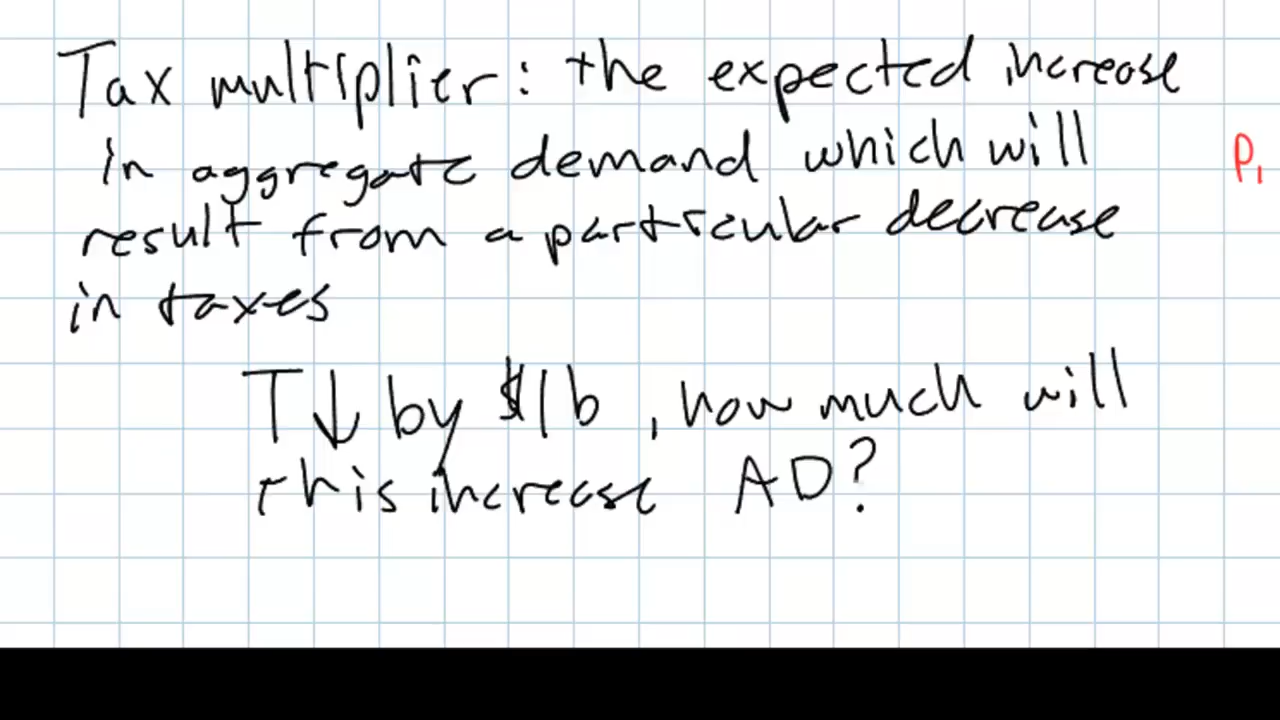 Tax multiplier: the expected increase
in aggregate demand which will
P₁
result from a particular decrease
in taxes
T↓ by $1b, how much will
this increase AD?